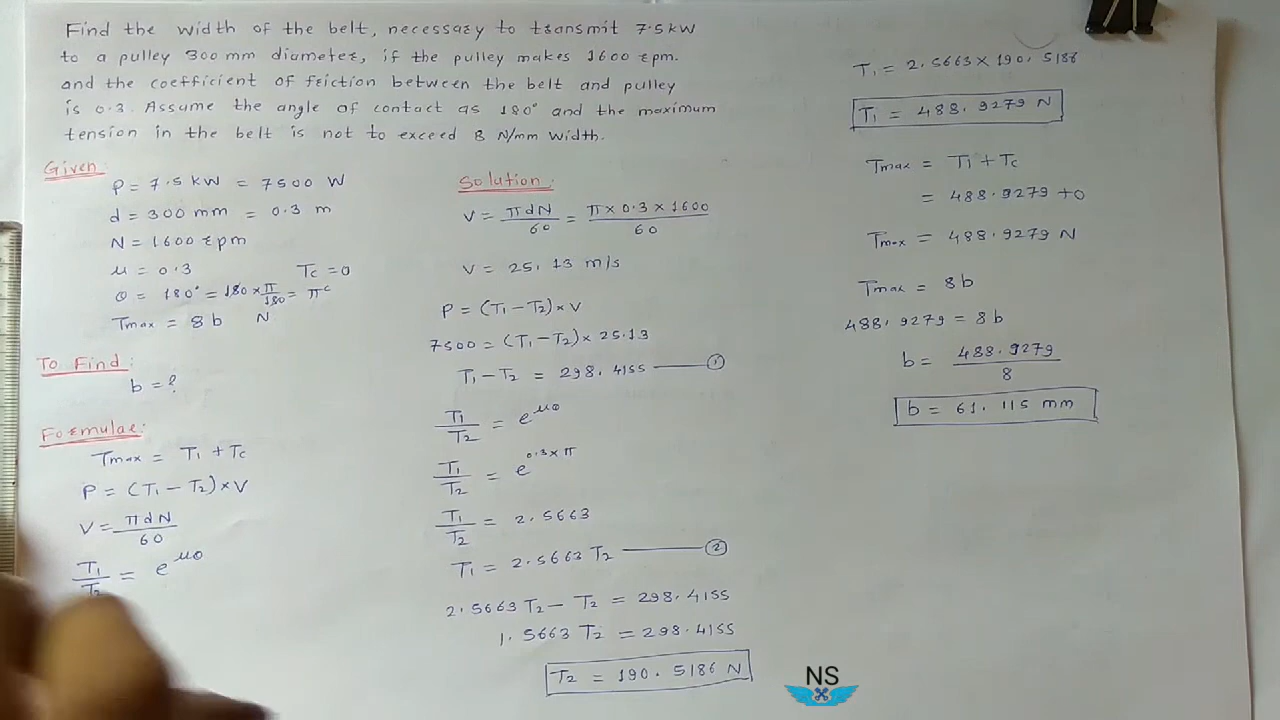 Find the width of the belt, necessary to transmit 7.5 kW
to a pulley 300 mm diameter, if the pulley makes 1600 rpm.
and the coefficient of friction between the belt and pulley
is 0.3. Assume the angle of contact as 180° and the maximum
tension in the belt is not to exceed 8 N/mm width.
Given:
P = 7.5 KW = 7500 W
d = 300 mm = 0.3 m
N = 1600 rpm
μ = 0.3 Tc = 0
θ = 180° = 180 × π/180 = π^c
Tmax = 8 b N
To Find:
b = ?
Formulae:
Tmax = T1 + Tc
P = (T1 - T2) × V
V = πdN/60
T1/T2 = e^μθ
Solution:
V = πdN/60 = π × 0.3 × 1600/60
V = 25.13 m/s
P = (T1 - T2) × V
7500 = (T1 - T2) × 25.13
T1 - T2 = 298.4155 —— ①
T1/T2 = e^μθ
T1/T2 = e^0.3×π
T1/T2 = 2.5663
T1 = 2.5663 T2 —— ②
2.5663 T2 - T2 = 298.4155
1.5663 T2 = 298.4155
T2 = 190.5186 N
T1 = 2.5663 × 190.5186
T1 = 488.9279 N
Tmax = T1 + Tc
= 488.9279 + 0
Tmax = 488.9279 N
Tmax = 8b
488.9279 = 8b
b = 488.9279/8
b = 61.115 mm
NS